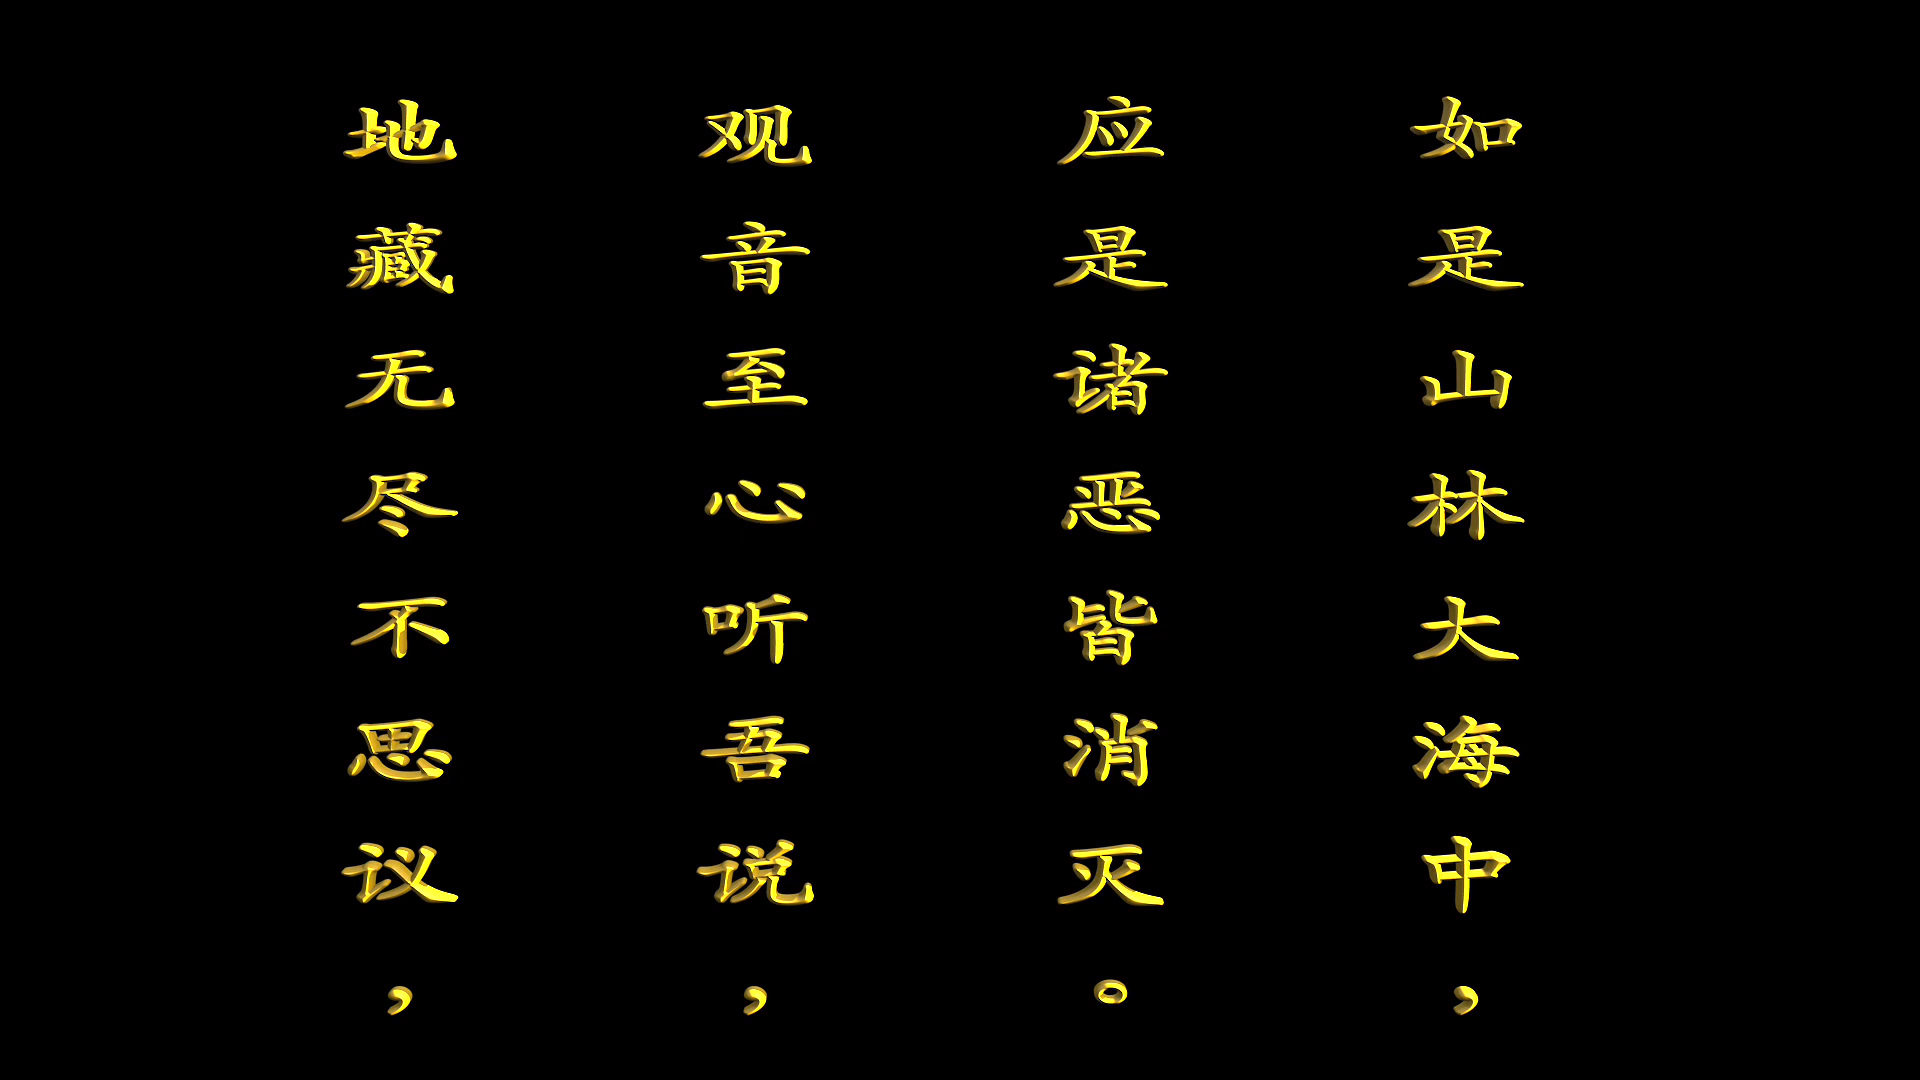 如是山林大海中，
应是诸恶皆消灭。
观音至心听吾说，
地藏无尽不思议，